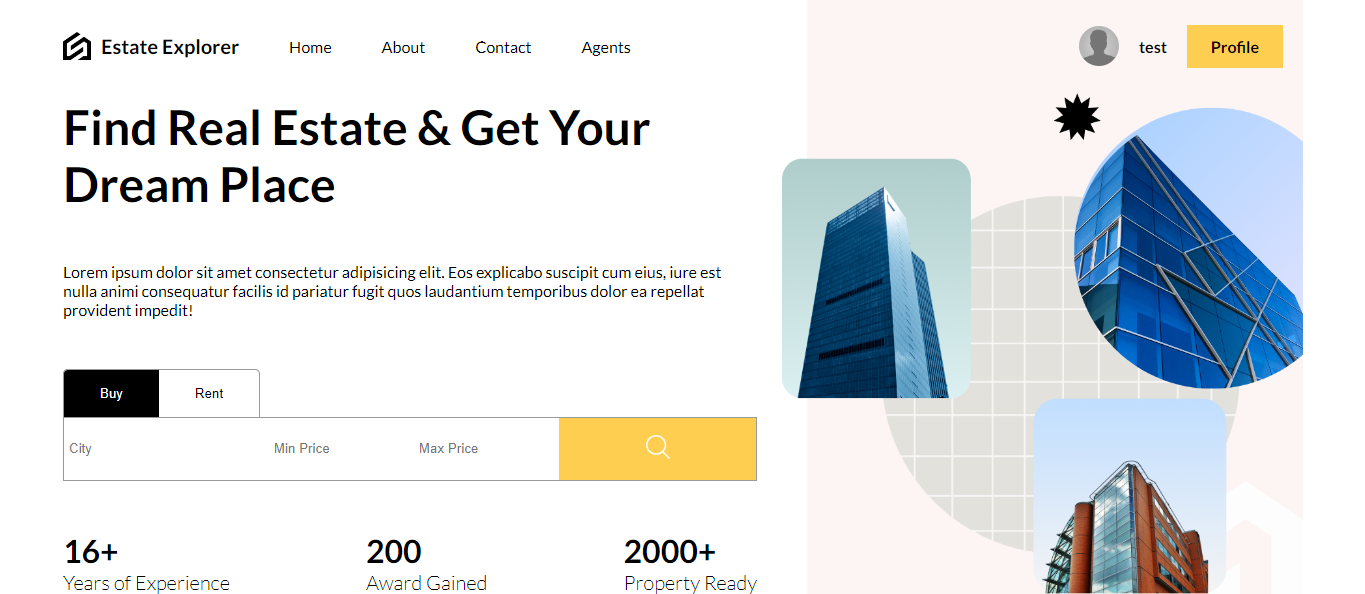 Estate Explorer Home About Contact Agents test Profile
Find Real Estate & Get Your
Dream Place
Lorem ipsum dolor sit amet consectetur adipisicing elit. Eos explicabo suscipit cum eius, iure est
nulla animi consequatur facilis id pariatur fugit quos laudantium temporibus dolor ea repellat
provident impedit!
Buy Rent
City Min Price Max Price
16+ 200 2000+
Years of Experience Award Gained Property Ready